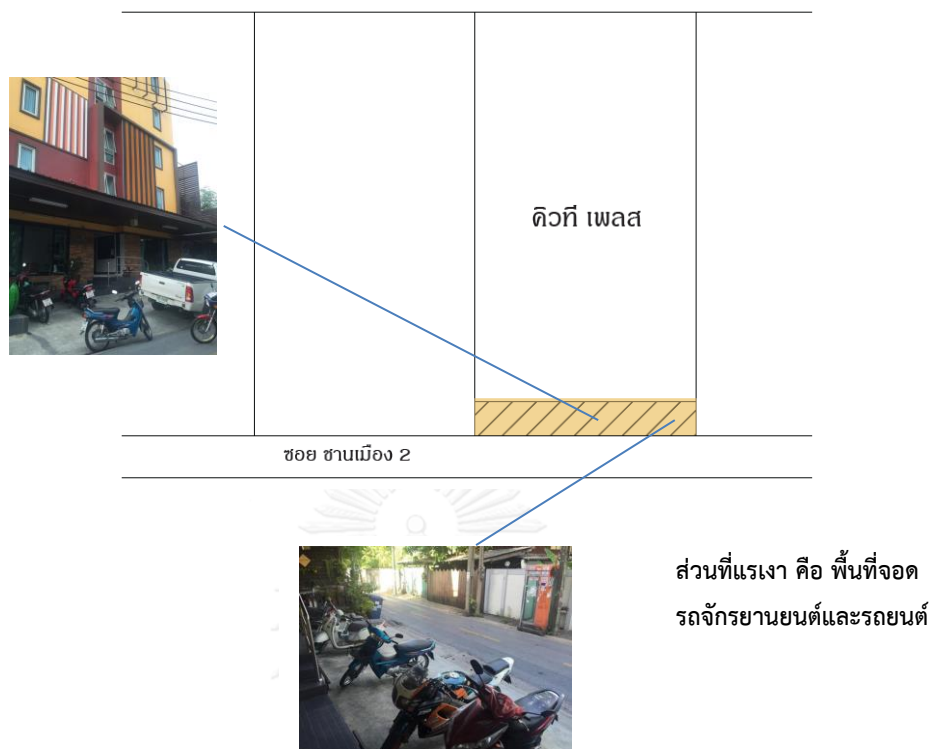 คิวที เพลส
ซอย ชานเมือง 2
ส่วนที่แรเงา คือ พื้นที่จอด
รถจักรยานยนต์และรถยนต์